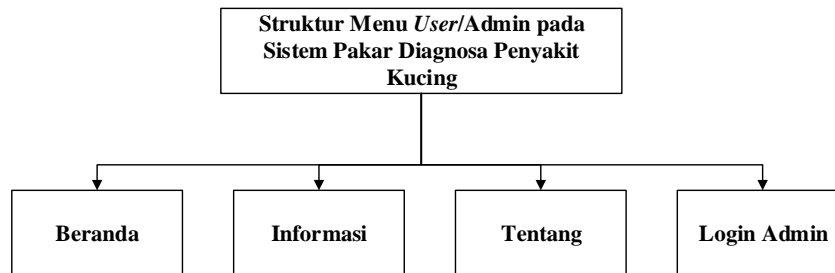 Struktur Menu User/Admin pada
Sistem Pakar Diagnosa Penyakit
Kucing
Beranda
Informasi
Tentang
Login Admin